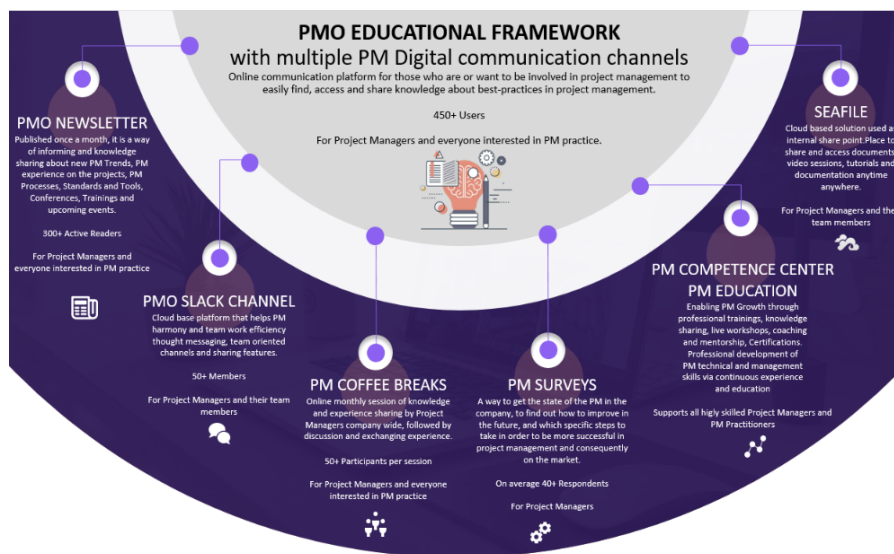 PMO EDUCATIONAL FRAMEWORK
with multiple PM Digital communication channels
Online communication platform for those who are or want to be involved in project management to
easily find, access and share knowledge about best-practices in project management.
450+ Users
For Project Managers and everyone interested in PM practice.
PMO NEWSLETTER
Published once a month, it is a way
of informing and knowledge
sharing about new PM Trends, PM
experience on the projects, PM
Processes, Standards and Tools,
Conferences, Trainings and
upcoming events.
300+ Active Readers
For Project Managers and
everyone interested in PM practice
PMO SLACK CHANNEL
Cloud base platform that helps PM
harmony and team work efficiency
thought messaging, team oriented
channels and sharing features.
50+ Members
For Project Managers and their team
members
PM COFFEE BREAKS
Online monthly session of knowledge
and experience sharing by Project
Managers company wide, followed by
discussion and exchanging experience.
50+ Participants per session
For Project Managers and everyone
interested in PM practice
PM SURVEYS
A way to get the state of the PM in the
company, to find out how to improve in
the future, and which specific steps to
take in order to be more successful in
project management and consequently
on the market.
On average 40+ Respondents
For Project Managers
PM COMPETENCE CENTER
PM EDUCATION
Enabling PM Growth through
professional trainings, knowledge
sharing, live workshops, coaching
and mentorship, Certifications.
Professional development of
PM technical and management
skills via continuous experience
and education
Supports all higly skilled Project Managers and
PM Practitioners
SEAFILE
Cloud based solution used as
internal share point.Place to
share and access documents,
video sessions, tutorials and
documentation anytime
anywhere.
For Project Managers and the
team members